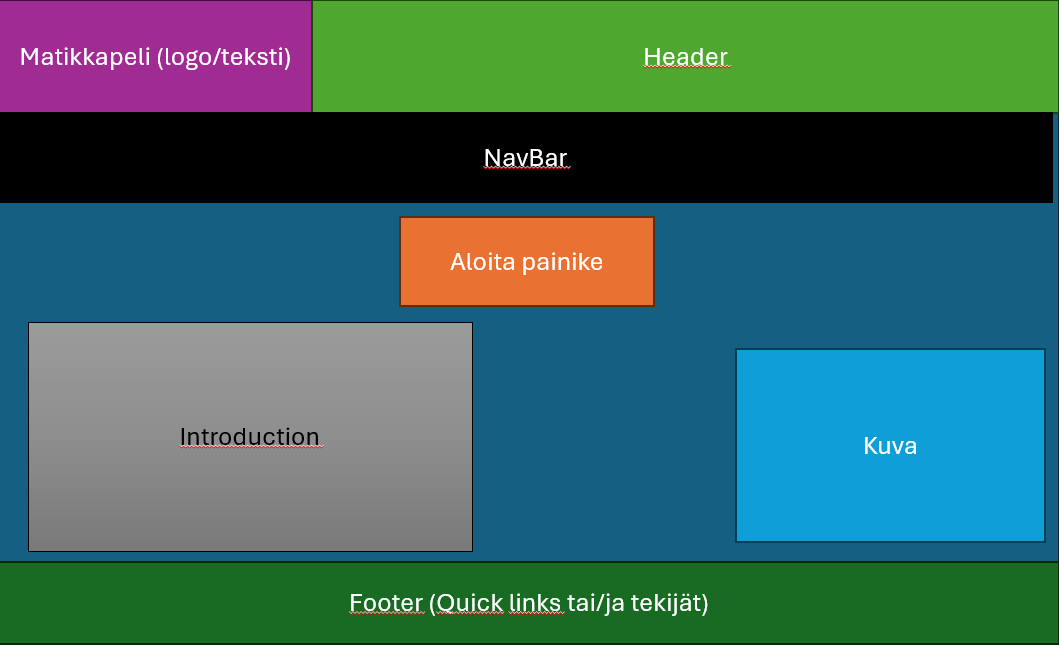 Matikkapeli (logo/teksti)
Header
NavBar
Aloita painike
Introduction
Kuva
Footer (Quick links tai/ja tekijät)